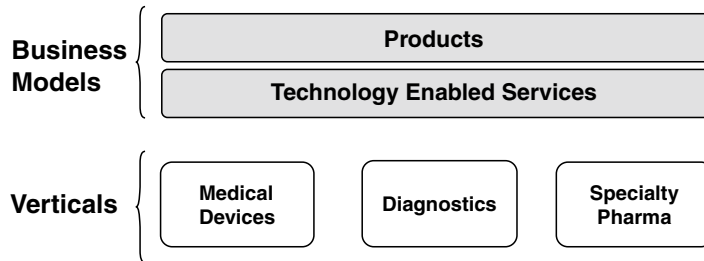 Business
Models
Products
Technology Enabled Services
Verticals
Medical
Devices
Diagnostics
Specialty
Pharma